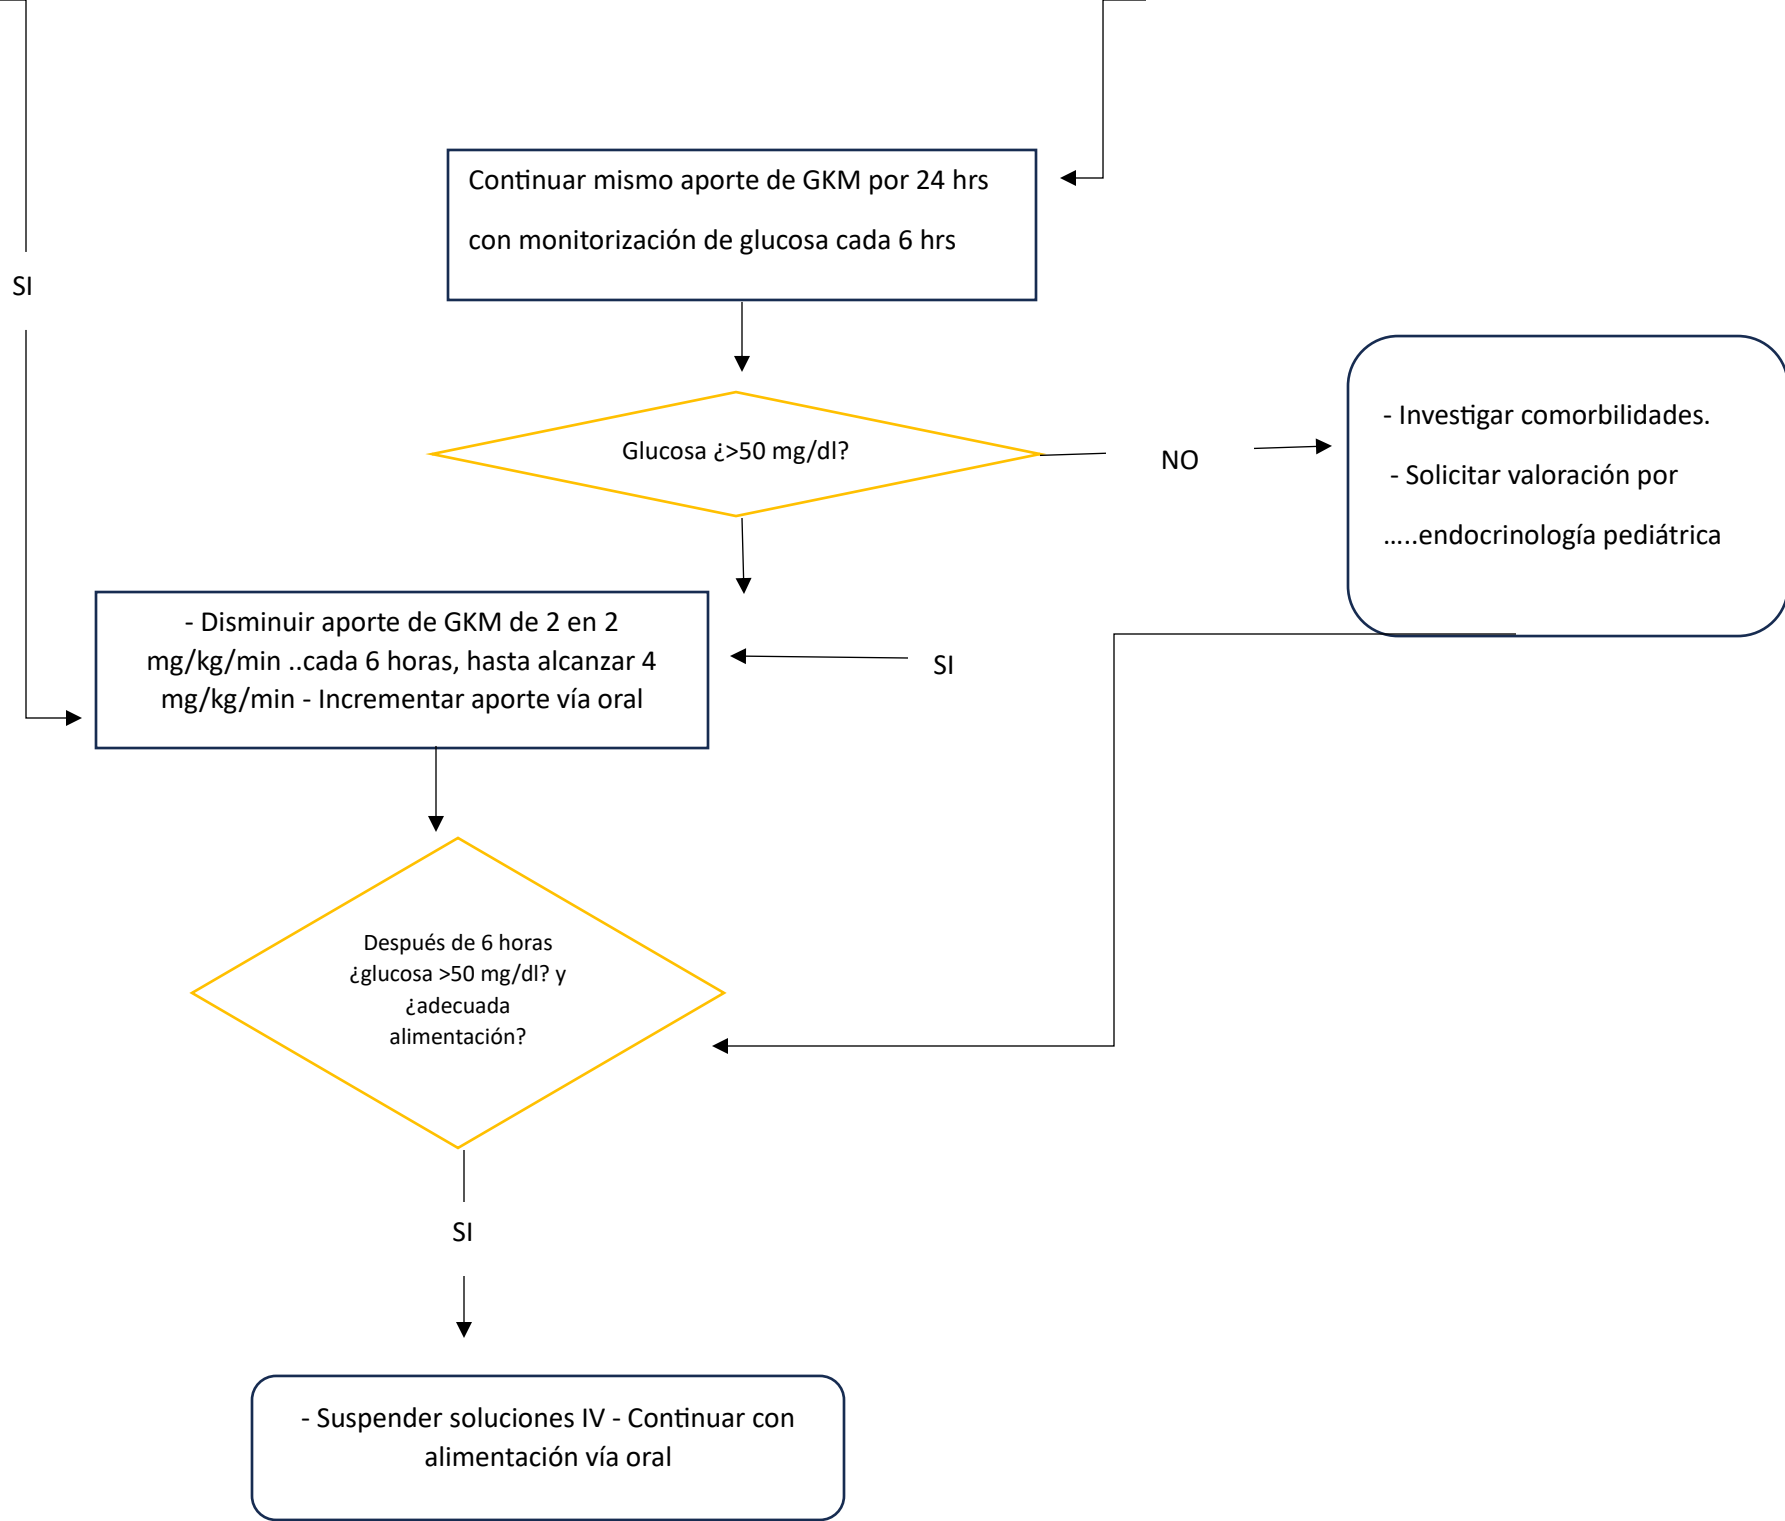 Continuar mismo aporte de GKM por 24 hrs
con monitorización de glucosa cada 6 hrs
SI
Glucosa ¿>50 mg/dl?
NO
- Investigar comorbilidades.
- Solicitar valoración por
.....endocrinología pediátrica
- Disminuir aporte de GKM de 2 en 2
mg/kg/min ..cada 6 horas, hasta alcanzar 4
mg/kg/min - Incrementar aporte vía oral
SI
Después de 6 horas
¿glucosa >50 mg/dl? y
¿adecuada
alimentación?
SI
- Suspender soluciones IV - Continuar con
alimentación vía oral